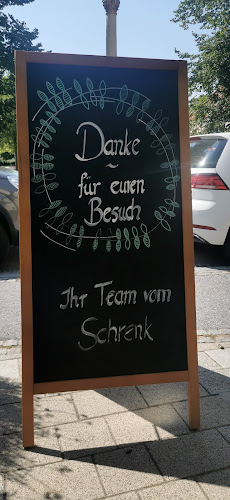 Danke
~
für euren
Besuch
Ihr Team vom
Schrenk